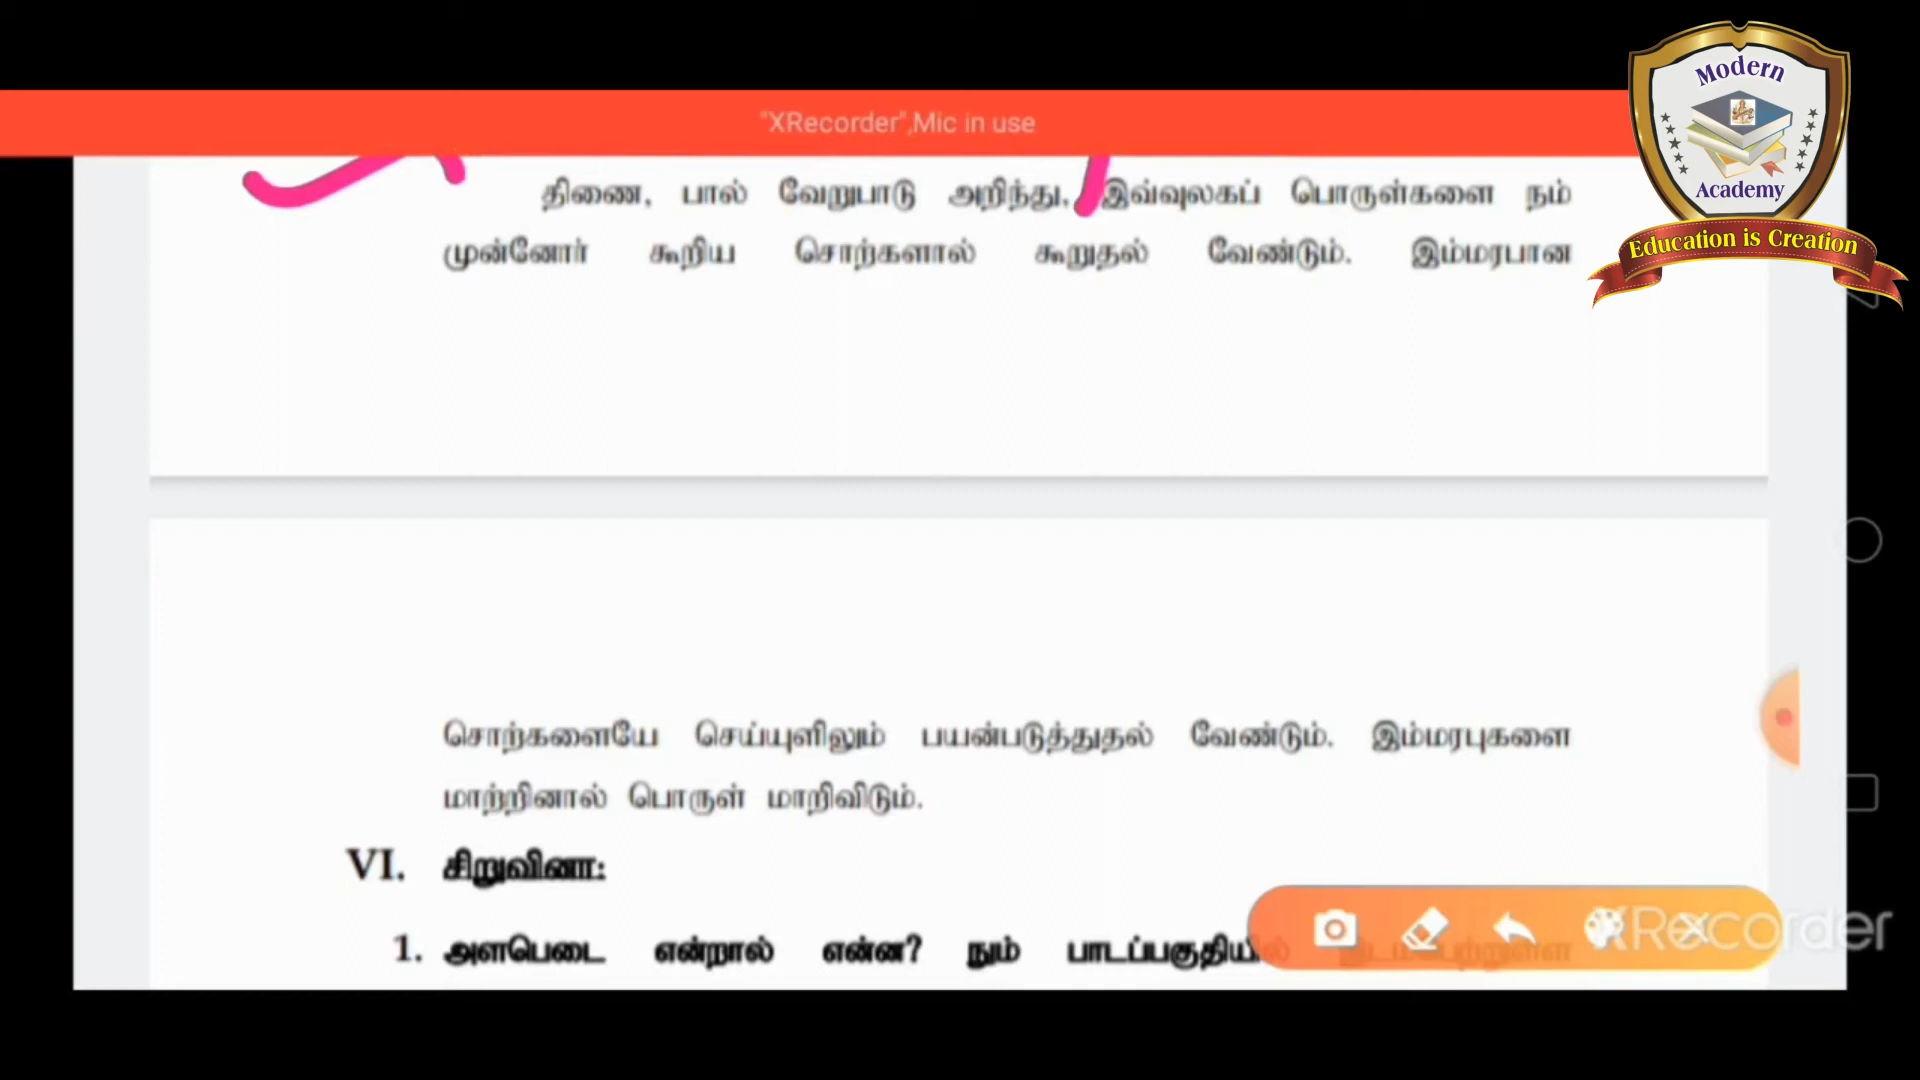 "XRecorder",Mic in use
Modern
Academy
Education is Creation
திணை, பால் வேறுபாடு அறிந்து, இவ்வுலகப் பொருள்களை நம்
முன்னோர் கூறிய சொற்களால் கூறுதல் வேண்டும். இம்மரபான
சொற்களையே செய்யுளிலும் பயன்படுத்துதல் வேண்டும். இம்மரபுகளை
மாற்றினால் பொருள் மாறிவிடும்.
VI. சிறுவினா:
1. அளபெடை என்றால் என்ன? நும் பாடப்பகுதியில்
XRecorder